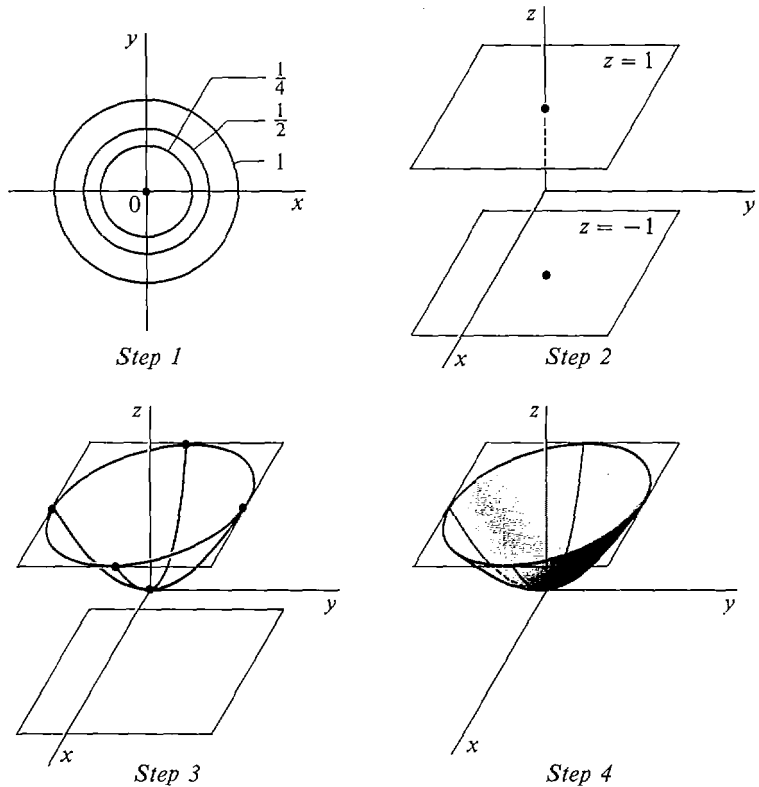 y
1/4
1/2
1
0
x
Step 1
z
z = 1
y
z = −1
x
Step 2
z
y
x
Step 3
z
y
x
Step 4